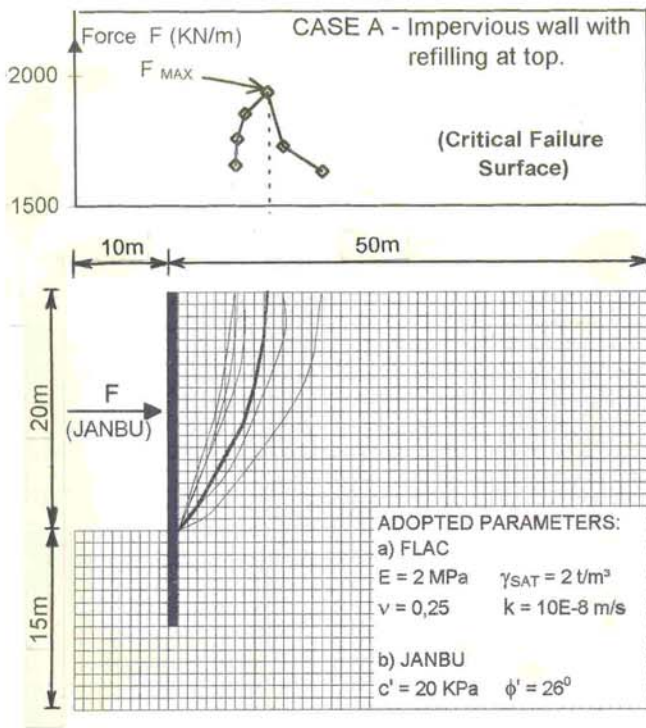 Force F (KN/m)
CASE A - Impervious wall with
refilling at top.
F MAX
2000
(Critical Failure
Surface)
1500
10m
50m
20m
F
(JANBU)
15m
ADOPTED PARAMETERS:
a) FLAC
E = 2 MPa γSAT = 2 t/m³
ν = 0,25 k = 10E-8 m/s
b) JANBU
c' = 20 KPa ϕ' = 26⁰